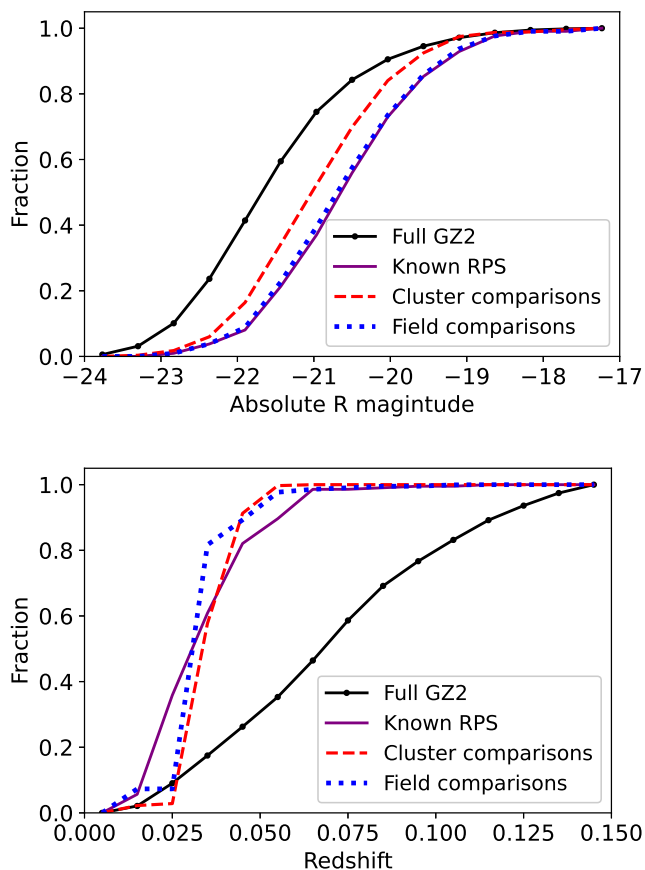 1.0
0.8
0.6
0.4
0.2
0.0
Fraction
Full GZ2
Known RPS
Cluster comparisons
Field comparisons
−24 −23 −22 −21 −20 −19 −18 −17
Absolute R magintude
1.0
0.8
0.6
0.4
0.2
0.0
Fraction
Full GZ2
Known RPS
Cluster comparisons
Field comparisons
0.000 0.025 0.050 0.075 0.100 0.125 0.150
Redshift